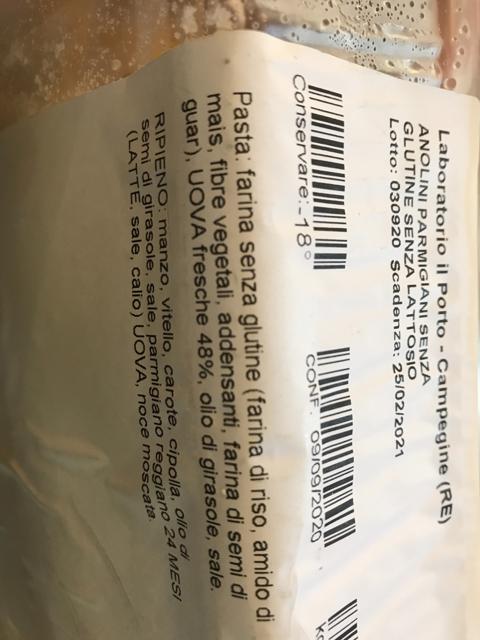 Laboratorio il Porto - Campegine (RE)
ANOLINI PARMIGIANI SENZA
GLUTINE SENZA LATTOSIO
Lotto: 030920 Scadenza: 25/02/2021
Conservare:-18°
CONF. 09/09/2020
Pasta: farina senza glutine (farina di riso, amido di
mais, fibre vegetali, addensanti, farina di semi di
guar), UOVA fresche 48%, olio di girasole, sale.
RIPIENO: manzo, vitello, carote, cipolla, olio di
semi di girasole, sale, parmigiano reggiano 24 MESI
(LATTE, sale, calio) UOVA, noce moscata.